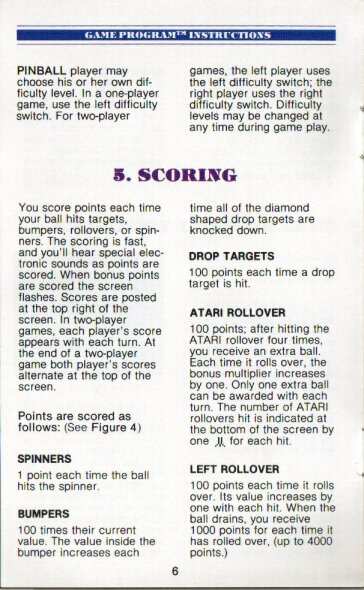 GAME PROGRAM™ INSTRUCTIONS
PINBALL player may
choose his or her own dif-
ficulty level. In a one-player
game, use the left difficulty
switch. For two-player
games, the left player uses
the left difficulty switch; the
right player uses the right
difficulty switch. Difficulty
levels may be changed at
any time during game play.
5. SCORING
You score points each time
your ball hits targets,
bumpers, rollovers, or spin-
ners. The scoring is fast,
and you'll hear special elec-
tronic sounds as points are
scored. When bonus points
are scored the screen
flashes. Scores are posted
at the top right of the
screen. In two-player
games, each player's score
appears with each turn. At
the end of a two-player
game both player's scores
alternate at the top of the
screen.
Points are scored as
follows: (See Figure 4)
SPINNERS
1 point each time the ball
hits the spinner.
BUMPERS
100 times their current
value. The value inside the
bumper increases each
time all of the diamond
shaped drop targets are
knocked down.
DROP TARGETS
100 points each time a drop
target is hit.
ATARI ROLLOVER
100 points; after hitting the
ATARI rollover four times,
you receive an extra ball.
Each time it rolls over, the
bonus multiplier increases
by one. Only one extra ball
can be awarded with each
turn. The number of ATARI
rollovers hit is indicated at
the bottom of the screen by
one for each hit.
LEFT ROLLOVER
100 points each time it rolls
over. Its value increases by
one with each hit. When the
ball drains, you receive
1000 points for each time it
has rolled over, (up to 4000
points.)
6